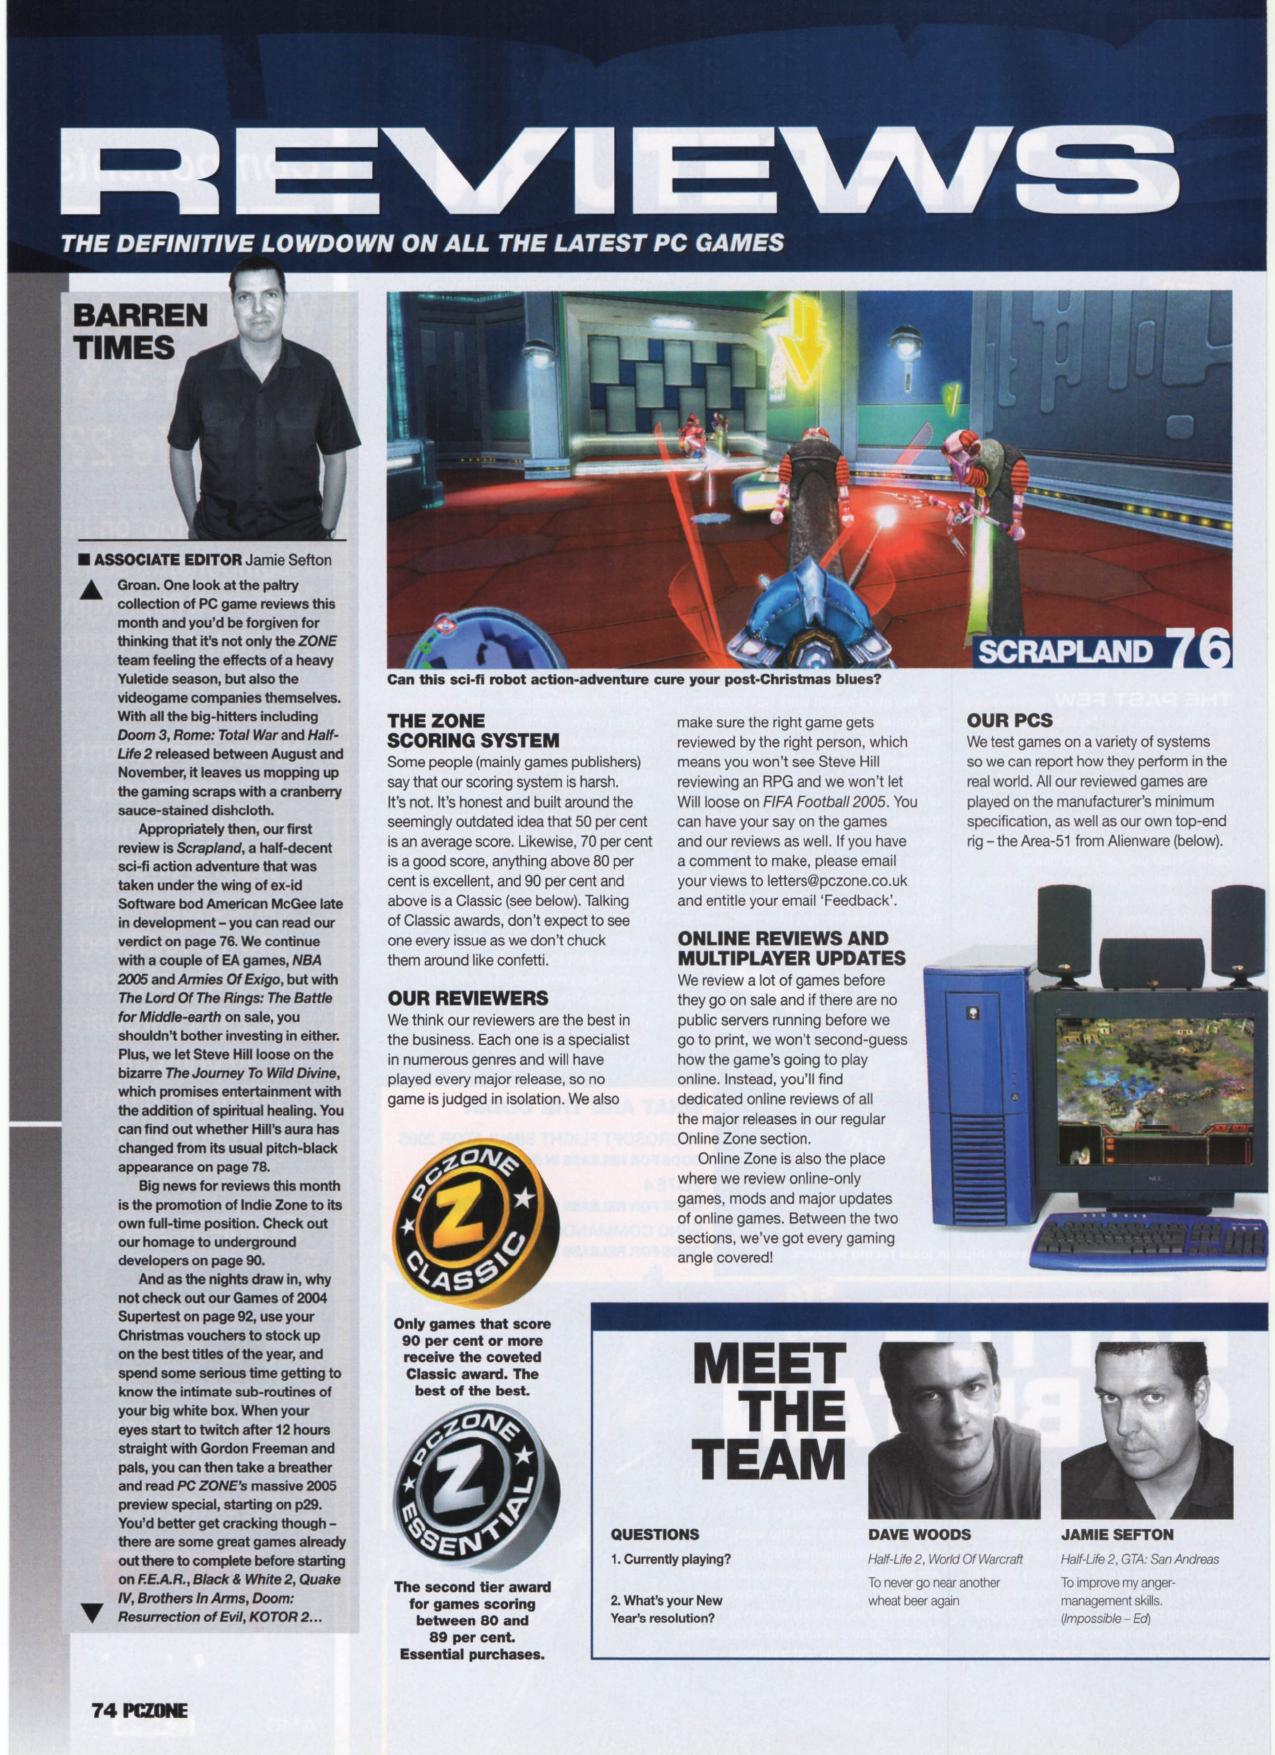 REVIEWS
THE DEFINITIVE LOWDOWN ON ALL THE LATEST PC GAMES
BARREN
TIMES
■ ASSOCIATE EDITOR Jamie Sefton
Groan. One look at the paltry
collection of PC game reviews this
month and you'd be forgiven for
thinking that it's not only the ZONE
team feeling the effects of a heavy
Yuletide season, but also the
videogame companies themselves.
With all the big-hitters including
Doom 3, Rome: Total War and Half-
Life 2 released between August and
November, it leaves us mopping up
the gaming scraps with a cranberry
sauce-stained dishcloth.
Appropriately then, our first
review is Scrapland, a half-decent
sci-fi action adventure that was
taken under the wing of ex-id
Software bod American McGee late
in development – you can read our
verdict on page 76. We continue
with a couple of EA games, NBA
2005 and Armies Of Exigo, but with
The Lord Of The Rings: The Battle
for Middle-earth on sale, you
shouldn't bother investing in either.
Plus, we let Steve Hill loose on the
bizarre The Journey To Wild Divine,
which promises entertainment with
the addition of spiritual healing. You
can find out whether Hill's aura has
changed from its usual pitch-black
appearance on page 78.
Big news for reviews this month
is the promotion of Indie Zone to its
own full-time position. Check out
our homage to underground
developers on page 90.
And as the nights draw in, why
not check out our Games of 2004
Supertest on page 92, use your
Christmas vouchers to stock up
on the best titles of the year, and
spend some serious time getting to
know the intimate sub-routines of
your big white box. When your
eyes start to twitch after 12 hours
straight with Gordon Freeman and
pals, you can then take a breather
and read PC ZONE's massive 2005
preview special, starting on p29.
You'd better get cracking though –
there are some great games already
out there to complete before starting
on F.E.A.R., Black & White 2, Quake
IV, Brothers In Arms, Doom:
Resurrection of Evil, KOTOR 2...
SCRAPLAND 76
Can this sci-fi robot action-adventure cure your post-Christmas blues?
THE ZONE
SCORING SYSTEM
Some people (mainly games publishers)
say that our scoring system is harsh.
It's not. It's honest and built around the
seemingly outdated idea that 50 per cent
is an average score. Likewise, 70 per cent
is a good score, anything above 80 per
cent is excellent, and 90 per cent and
above is a Classic (see below). Talking
of Classic awards, don't expect to see
one every issue as we don't chuck
them around like confetti.
OUR REVIEWERS
We think our reviewers are the best in
the business. Each one is a specialist
in numerous genres and will have
played every major release, so no
game is judged in isolation. We also
make sure the right game gets
reviewed by the right person, which
means you won't see Steve Hill
reviewing an RPG and we won't let
Will loose on FIFA Football 2005. You
can have your say on the games
and our reviews as well. If you have
a comment to make, please email
your views to letters@pczone.co.uk
and entitle your email 'Feedback'.
ONLINE REVIEWS AND
MULTIPLAYER UPDATES
We review a lot of games before
they go on sale and if there are no
public servers running before we
go to print, we won't second-guess
how the game's going to play
online. Instead, you'll find
dedicated online reviews of all
the major releases in our regular
Online Zone section.
Online Zone is also the place
where we review online-only
games, mods and major updates
of online games. Between the two
sections, we've got every gaming
angle covered!
OUR PCS
We test games on a variety of systems
so we can report how they perform in the
real world. All our reviewed games are
played on the manufacturer's minimum
specification, as well as our own top-end
rig – the Area-51 from Alienware (below).
NEC
PCZONE
Z
CLASSIC
Only games that score
90 per cent or more
receive the coveted
Classic award. The
best of the best.
PCZONE
Z
ESSENTIAL
The second tier award
for games scoring
between 80 and
89 per cent.
Essential purchases.
MEET
THE
TEAM
QUESTIONS
1. Currently playing?
2. What's your New
Year's resolution?
DAVE WOODS
Half-Life 2, World Of Warcraft
To never go near another
wheat beer again
JAMIE SEFTON
Half-Life 2, GTA: San Andreas
To improve my anger-
management skills.
(Impossible – Ed)
74 PCZONE